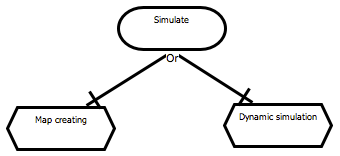 Simulate
Or
Map creating
Dynamic simulation